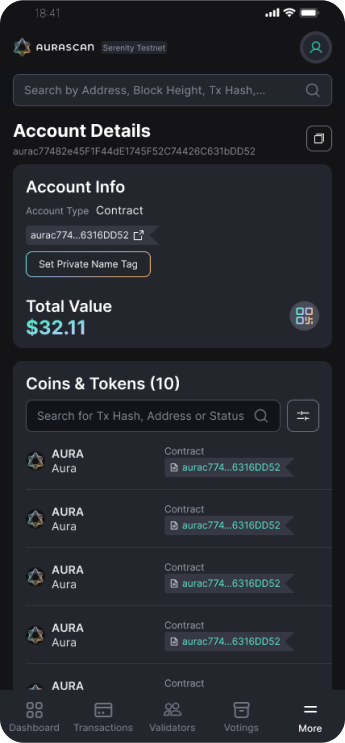 18:41
AURASCAN Serenity Testnet
Search by Address, Block Height, Tx Hash,...
Account Details
aurac77482e45F1F44dE1745F52C74426C631bDD52
Account Info
Account Type Contract
aurac774...6316DD52
Set Private Name Tag
Total Value
$32.11
Coins & Tokens (10)
Search for Tx Hash, Address or Status
AURA Contract
Aura aurac774...6316DD52
AURA Contract
Aura aurac774...6316DD52
AURA Contract
Aura aurac774...6316DD52
AURA Contract
Aura aurac774...6316DD52
AURA Contract
Dashboard Transactions Validators Votings More